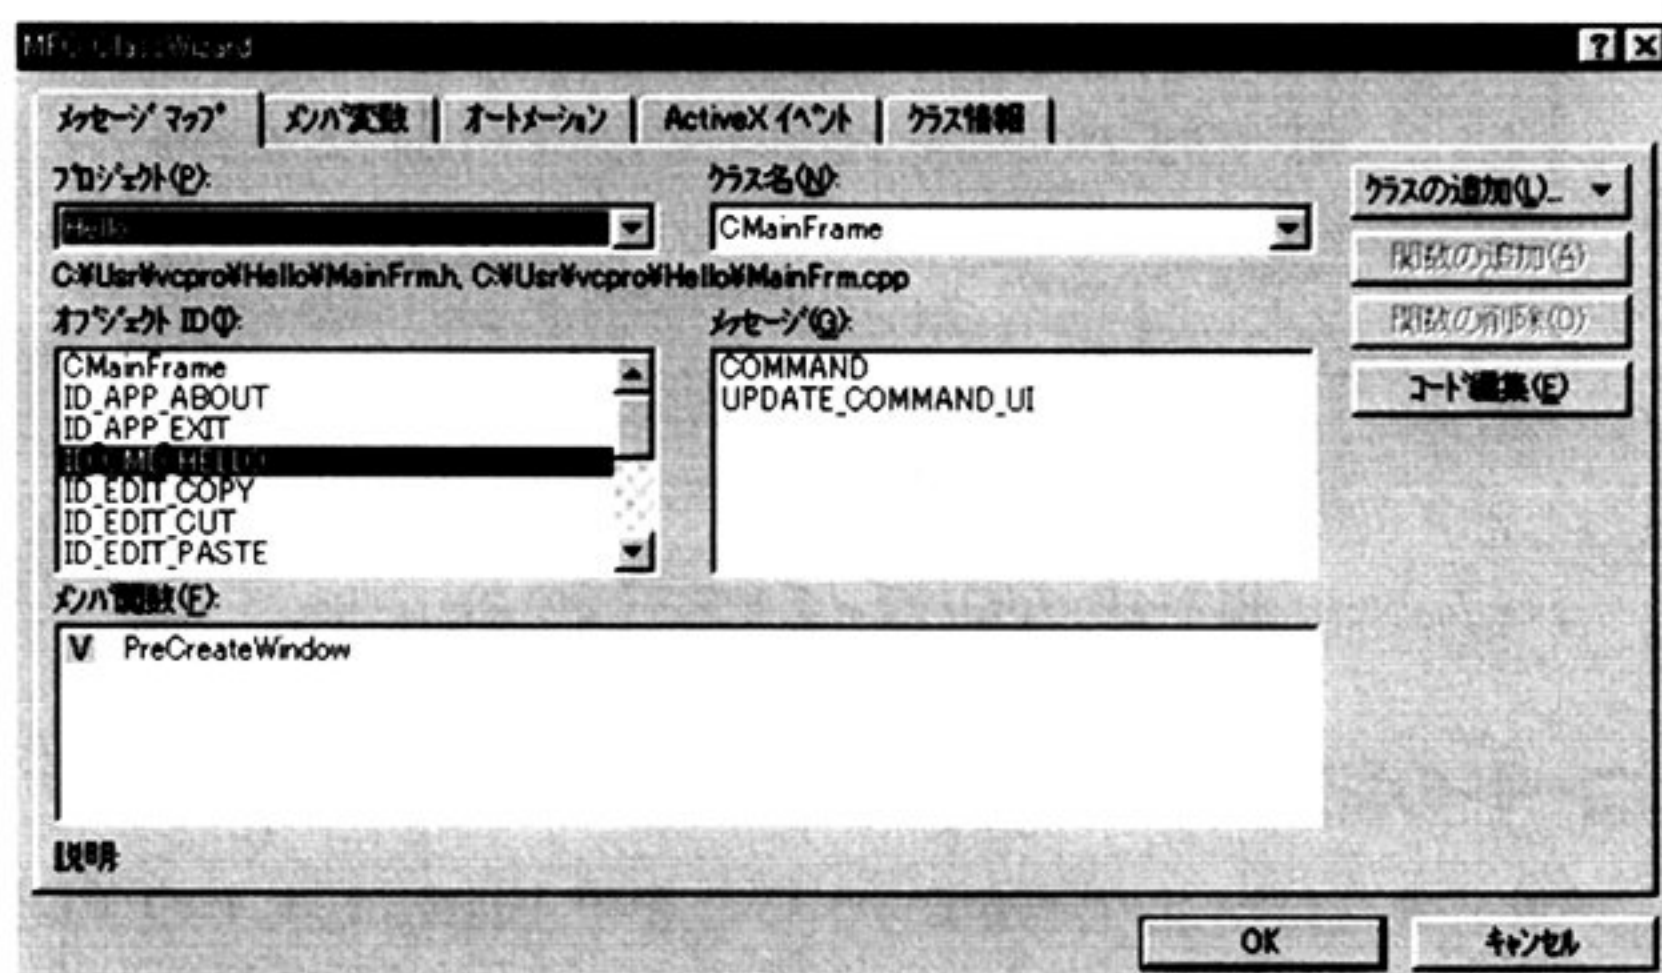 MFC ClassWizard
メッセージ マップ
メンバ変数
オートメーション
ActiveX イベント
クラス情報
プロジェクト(P):
Hello
クラス名(N):
CMainFrame
クラスの追加(L)...
C:¥Usr¥vcpro¥Hello¥MainFrm.h, C:¥Usr¥vcpro¥Hello¥MainFrm.cpp
関数の追加(A)
オブジェクト ID(I):
メッセージ(G):
関数の削除(D)
CMainFrame
ID_APP_ABOUT
ID_APP_EXIT
ID_CMD_HELLO
ID_EDIT_COPY
ID_EDIT_CUT
ID_EDIT_PASTE
COMMAND
UPDATE_COMMAND_UI
コード編集(E)
メンバ関数(F):
V PreCreateWindow
説明:
OK
キャンセル